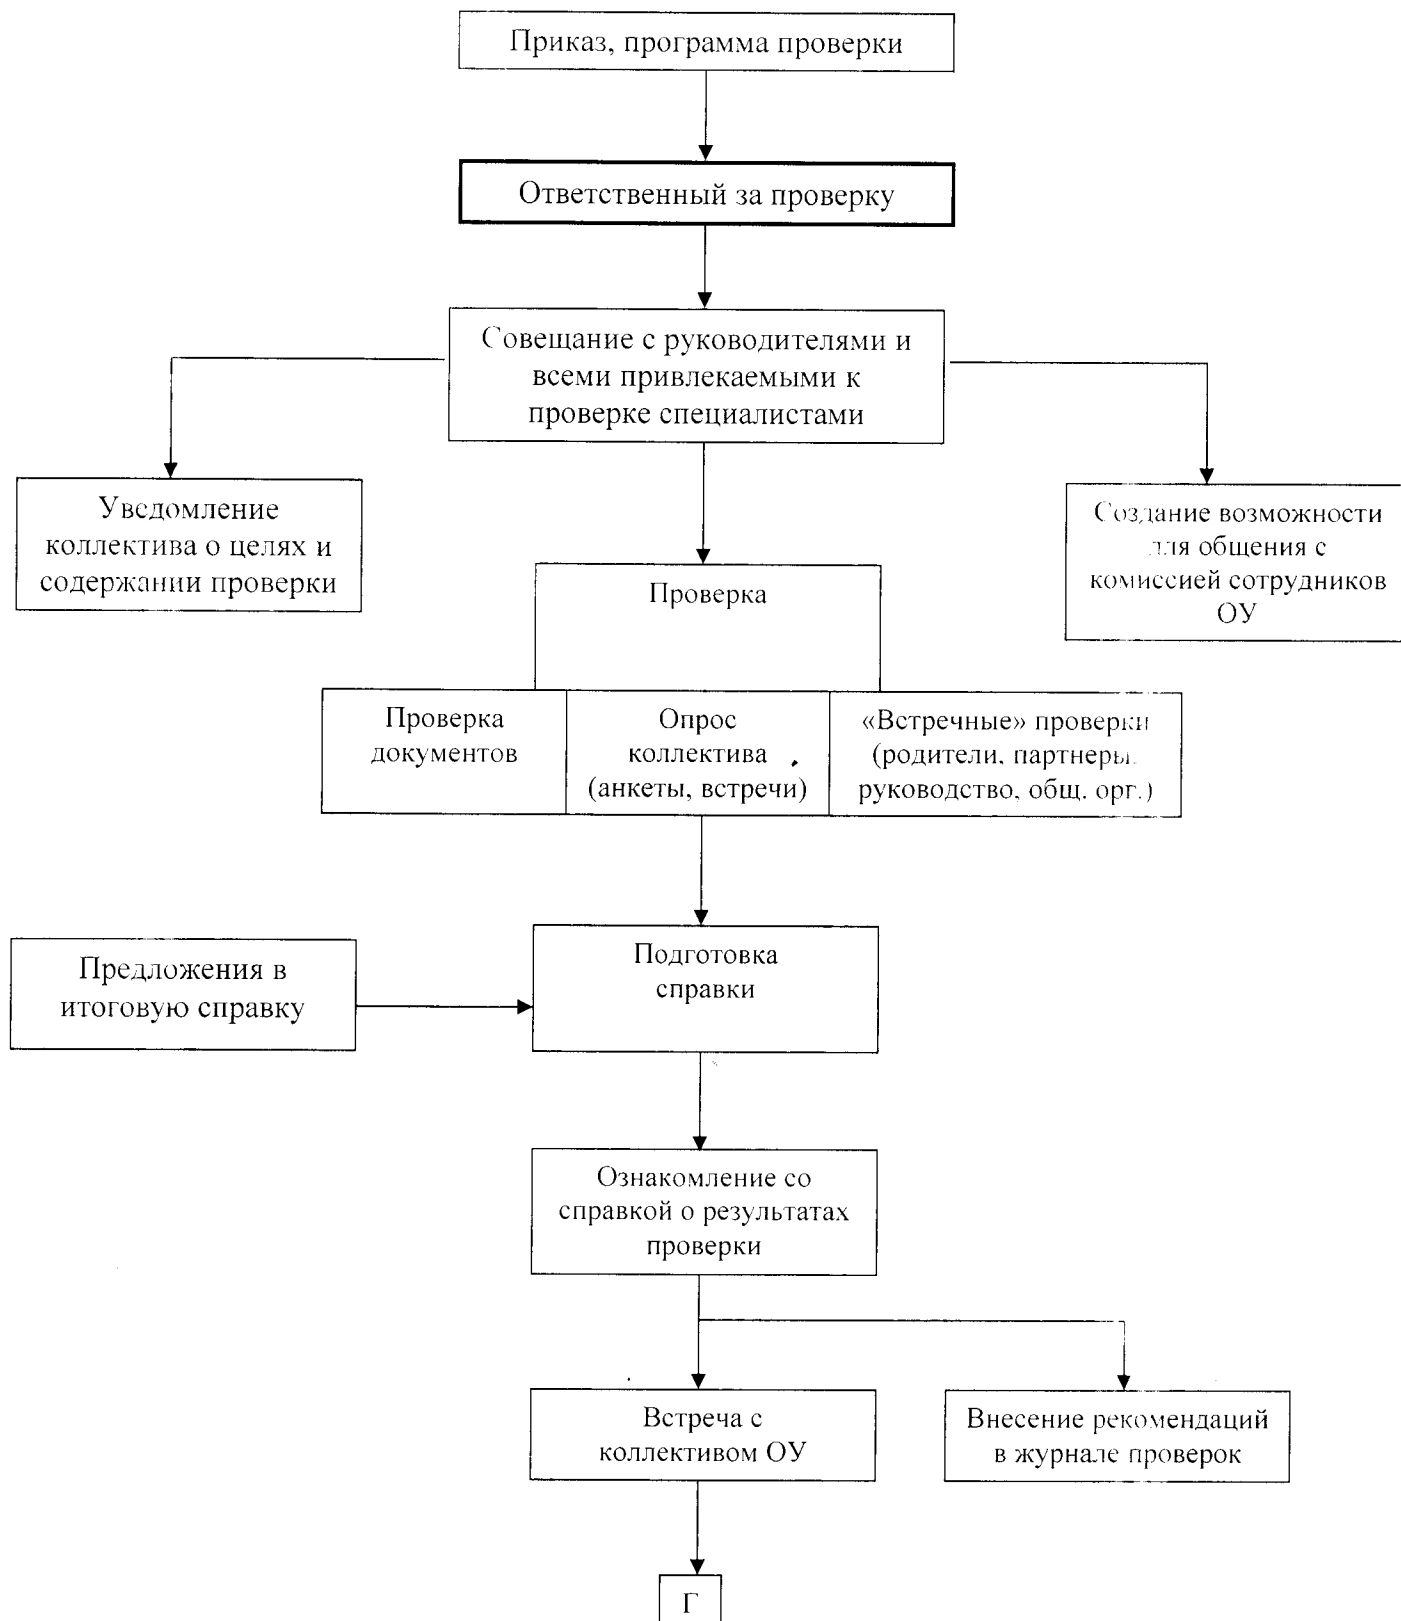 Приказ, программа проверки
Ответственный за проверку
Совещание с руководителями и
всеми привлекаемыми к
проверке специалистами
Уведомление
коллектива о целях и
содержании проверки
Создание возможности
для общения с
комиссией сотрудников
ОУ
Проверка
Проверка
документов
Опрос
коллектива
(анкеты, встречи)
«Встречные» проверки
(родители, партнеры,
руководство, общ. орг.)
Предложения в
итоговую справку
Подготовка
справки
Ознакомление со
справкой о результатах
проверки
Встреча с
коллективом ОУ
Внесение рекомендаций
в журнале проверок
Г